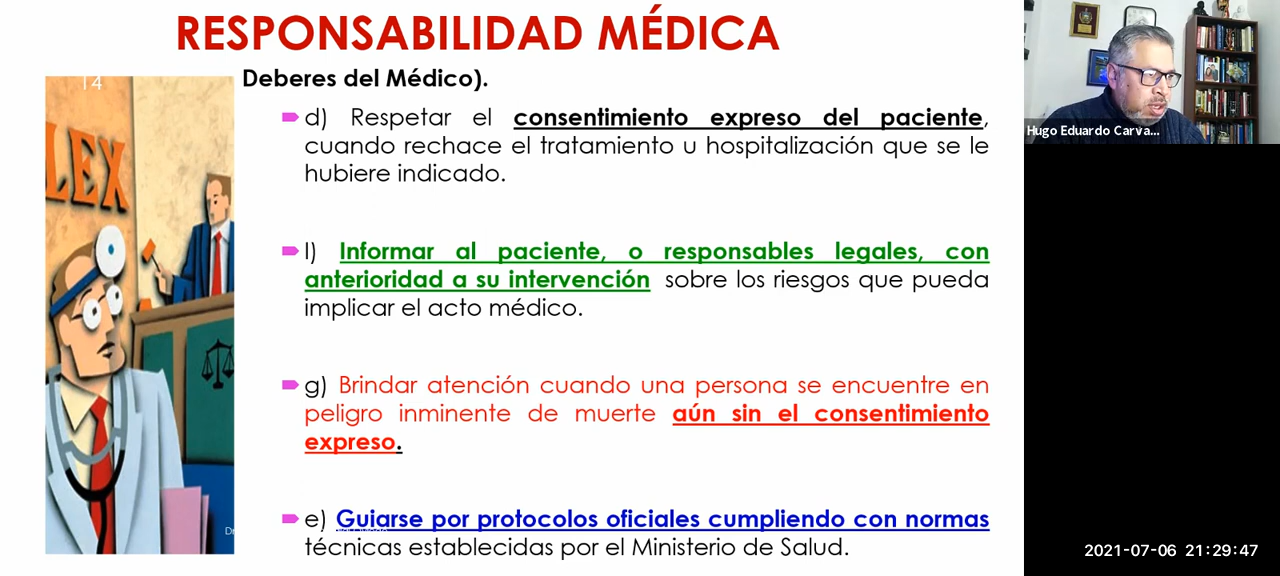 RESPONSABILIDAD MÉDICA
14
Deberes del Médico).
d) Respetar el consentimiento expreso del paciente,
cuando rechace el tratamiento u hospitalización que se le
hubiere indicado.
l) Informar al paciente, o responsables legales, con
anterioridad a su intervención sobre los riesgos que pueda
implicar el acto médico.
g) Brindar atención cuando una persona se encuentre en
peligro inminente de muerte aún sin el consentimiento
expreso.
e) Guiarse por protocolos oficiales cumpliendo con normas
técnicas establecidas por el Ministerio de Salud.
LEX
Hugo Eduardo Carva...
2021-07-06 21:29:47